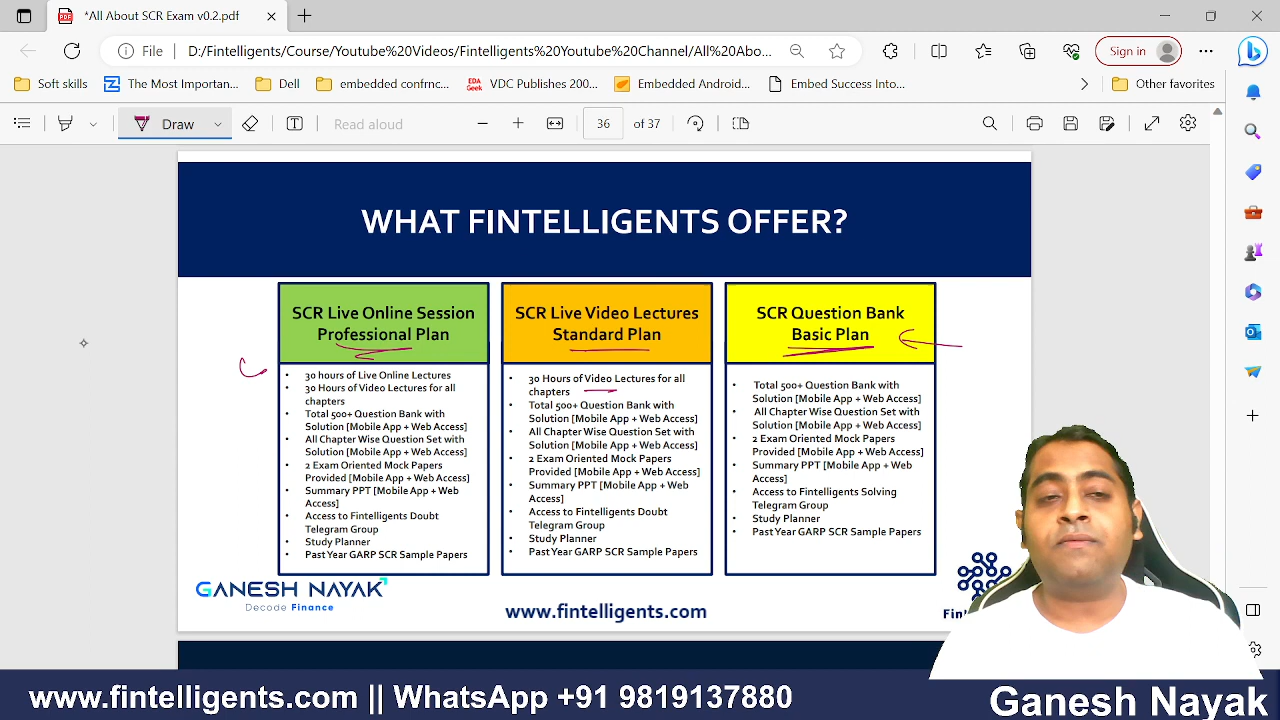 *All About SCR Exam v0.2.pdf
File
D:/Fintelligents/Course/Youtube%20Videos/Fintelligents%20Youtube%20Channel/All%20Abo...
Sign in
Soft skills
The Most Importan...
Dell
embedded confrnc...
EDA
Geek
VDC Publishes 200...
Embedded Android...
Embed Success Into...
Other favorites
Draw
Read aloud
36
of 37
WHAT FINTELLIGENTS OFFER?
SCR Live Online Session
Professional Plan
• 30 hours of Live Online Lectures
• 30 Hours of Video Lectures for all
chapters
• Total 500+ Question Bank with
Solution [Mobile App + Web Access]
• All Chapter Wise Question Set with
Solution [Mobile App + Web Access]
• 2 Exam Oriented Mock Papers
Provided [Mobile App + Web Access]
• Summary PPT [Mobile App + Web
Access]
• Access to Fintelligents Doubt
Telegram Group
• Study Planner
• Past Year GARP SCR Sample Papers
SCR Live Video Lectures
Standard Plan
• 30 Hours of Video Lectures for all
chapters
• Total 500+ Question Bank with
Solution [Mobile App + Web Access]
• All Chapter Wise Question Set with
Solution [Mobile App + Web Access]
• 2 Exam Oriented Mock Papers
Provided [Mobile App + Web Access]
• Summary PPT [Mobile App + Web
Access]
• Access to Fintelligents Doubt
Telegram Group
• Study Planner
• Past Year GARP SCR Sample Papers
SCR Question Bank
Basic Plan
• Total 500+ Question Bank with
Solution [Mobile App + Web Access]
• All Chapter Wise Question Set with
Solution [Mobile App + Web Access]
• 2 Exam Oriented Mock Papers
Provided [Mobile App + Web Access]
• Summary PPT [Mobile App + Web
Access]
• Access to Fintelligents Solving
Telegram Group
• Study Planner
• Past Year GARP SCR Sample Papers
GANESH NAYAK
Decode Finance
www.fintelligents.com
www.fintelligents.com || WhatsApp +91 9819137880
Ganesh Nayak